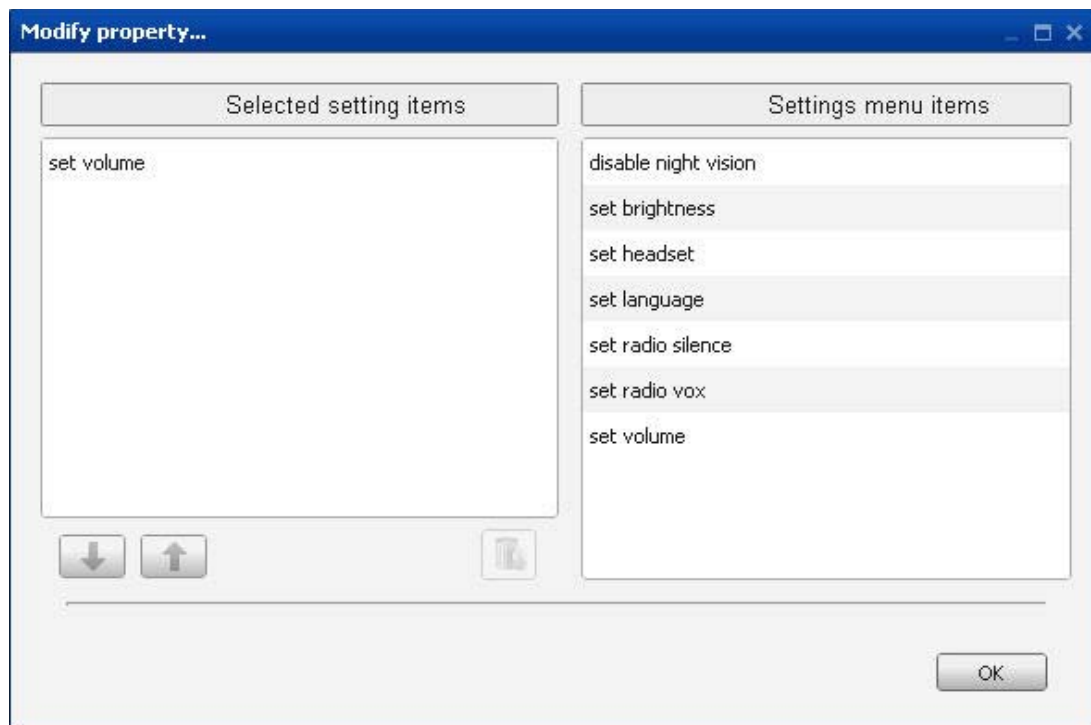 Modify property...
Selected setting items
set volume
Settings menu items
disable night vision
set brightness
set headset
set language
set radio silence
set radio vox
set volume
OK